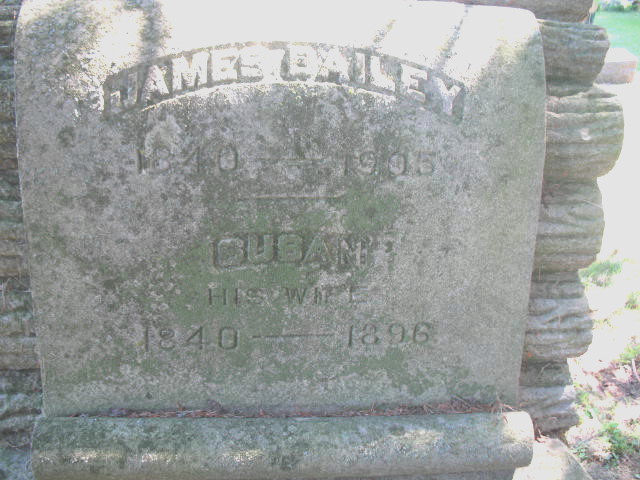 JAMES BAILEY
1840 — 1905
SUSAN
HIS WIFE
1840 — 1896